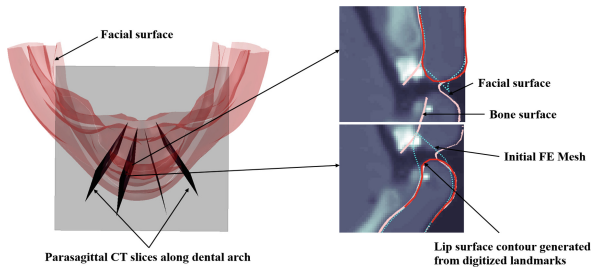 Facial surface
Facial surface
Bone surface
Initial FE Mesh
Parasagittal CT slices along dental arch
Lip surface contour generated
from digitized landmarks